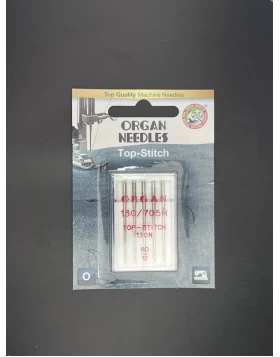 Top Quality Machine Needles
ORGAN
NEEDLES
Top-Stitch
ORGAN
130/705H
TOP-STITCH
130N
80
O